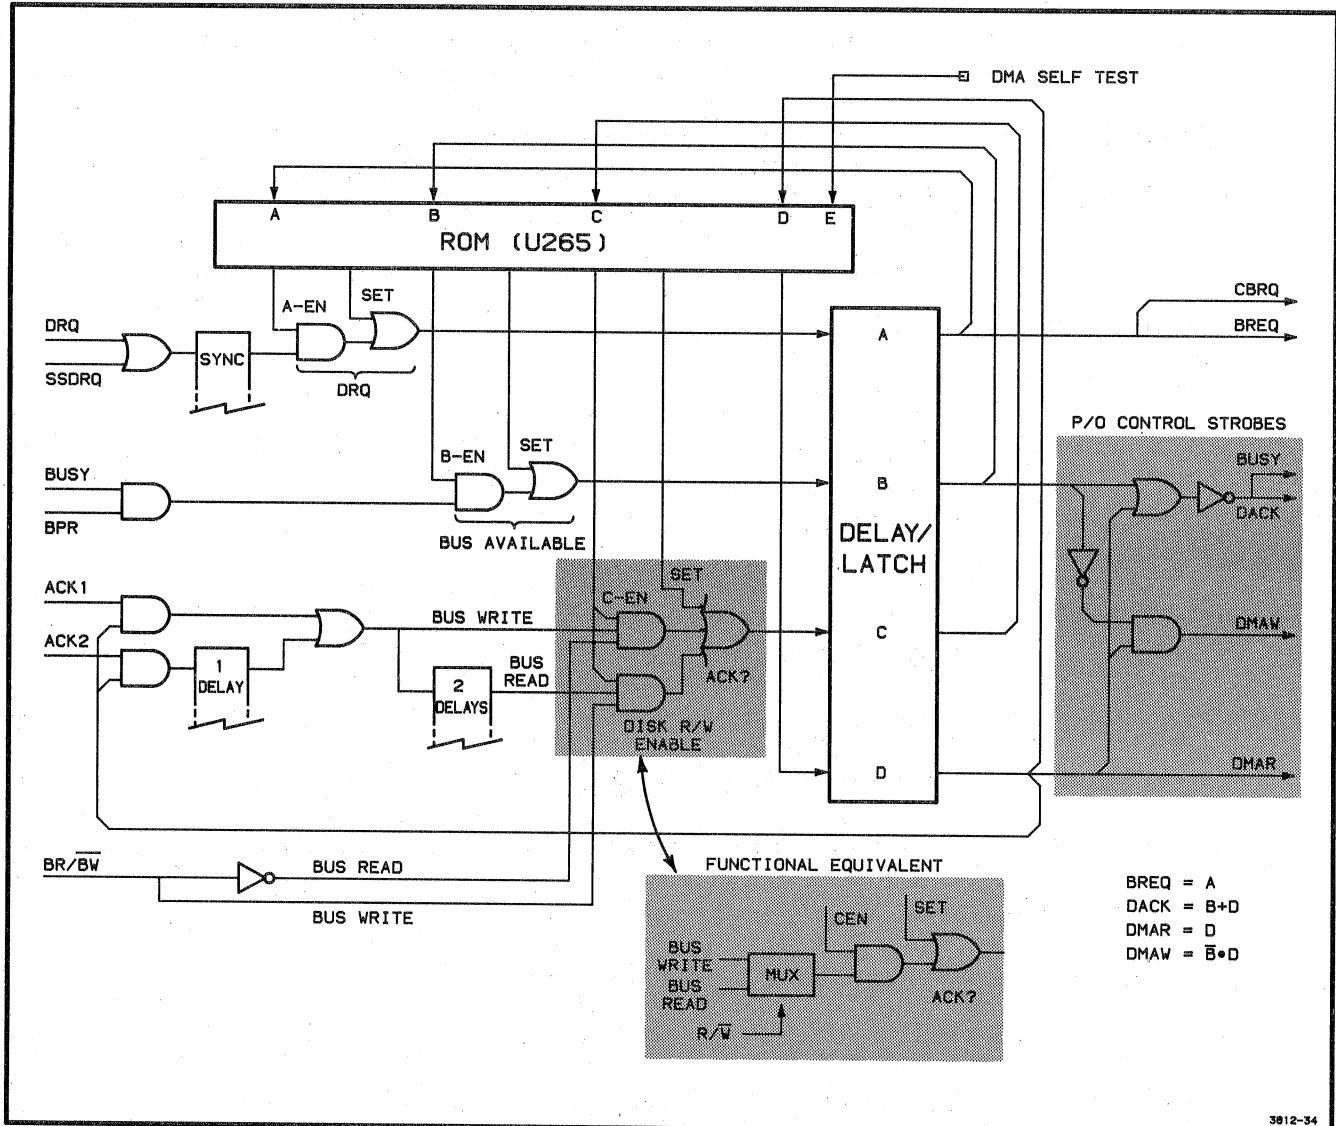 DMA SELF TEST
A B C D E
ROM (U265)
A-EN
SET
DRQ
SSDRQ
SYNC
DRQ
A
CBRQ
BREQ
P/O CONTROL STROBES
BUSY
BPR
B-EN
SET
BUS AVAILABLE
B
DELAY/
LATCH
BUSY
DACK
ACK1
ACK2
1
DELAY
BUS WRITE
2
DELAYS
BUS
READ
C-EN
SET
ACK?
DISK R/W
ENABLE
C
DMAW
D
DMAR
BR/B̅W̅
BUS READ
BUS WRITE
FUNCTIONAL EQUIVALENT
BUS
WRITE
BUS
READ
MUX
R/W̅
CEN
SET
ACK?
BREQ = A
DACK = B+D
DMAR = D
DMAW = B̅•D
3812-34